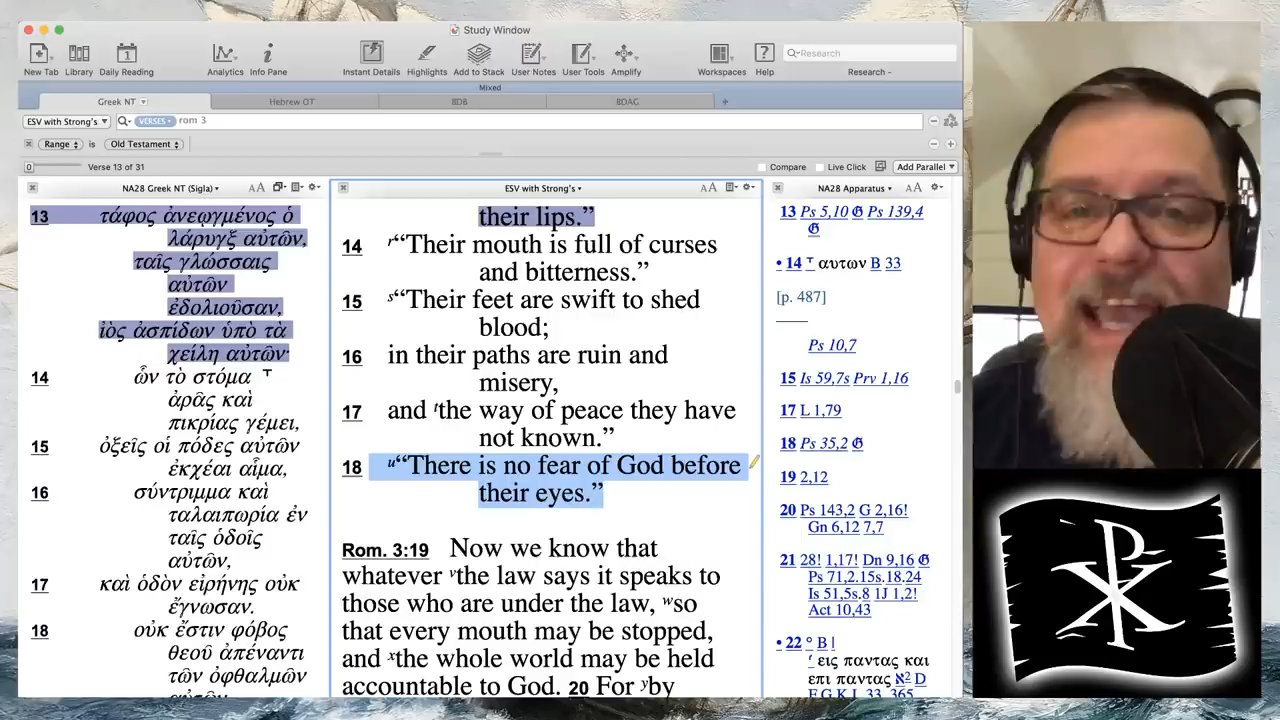 Study Window
New Tab Library Daily Reading Analytics Info Pane Instant Details Highlights Add to Stack User Notes User Tools Amplify Workspaces Help Research
Research
Mixed
Greek NT Hebrew OT BDB BDAG +
ESV with Strong's VERSES rom 3
Range is Old Testament
0 Verse 13 of 31 Compare Live Click Add Parallel
NA28 Greek NT (Sigla) AA
13 τάφος ἀνεῳγμένος ὁ
λάρυγξ αὐτῶν,
ταῖς γλώσσαις
αὐτῶν
ἐδολιοῦσαν,
ἰὸς ἀσπίδων ὑπὸ τὰ
χείλη αὐτῶν·
14 ὧν τὸ στόμα ⸆
ἀρᾶς καὶ
πικρίας γέμει,
15 ὀξεῖς οἱ πόδες αὐτῶν
ἐκχέαι αἷμα,
16 σύντριμμα καὶ
ταλαιπωρία ἐν
ταῖς ὁδοῖς
αὐτῶν,
17 καὶ ὁδὸν εἰρήνης οὐκ
ἔγνωσαν.
18 οὐκ ἔστιν φόβος
θεοῦ ἀπέναντι
τῶν ὀφθαλμῶν
ESV with Strong's AA
their lips.”
14 r“Their mouth is full of curses
and bitterness.”
15 s“Their feet are swift to shed
blood;
16 in their paths are ruin and
misery,
17 and tthe way of peace they have
not known.”
18 u“There is no fear of God before
their eyes.”
Rom. 3:19 Now we know that
whatever vthe law says it speaks to
those who are under the law, wso
that every mouth may be stopped,
and xthe whole world may be held
accountable to God. 20 For yby
NA28 Apparatus AA
13 Ps 5,10 𝔊 Ps 139,4
𝔊
• 14 ⸆ αυτων B 33
[p. 487]
Ps 10,7
15 Is 59,7s Prv 1,16
17 L 1,79
18 Ps 35,2 𝔊
19 2,12
20 Ps 143,2 G 2,16!
Gn 6,12 7,7
21 28! 1,17! Dn 9,16 𝔊
Ps 71,2.15s.18.24
Is 51,5s.8 1J 1,2!
Act 10,43
• 22 ° B |
⸀ εις παντας και
επι παντας ℵ2 D
F G K L 33. 365